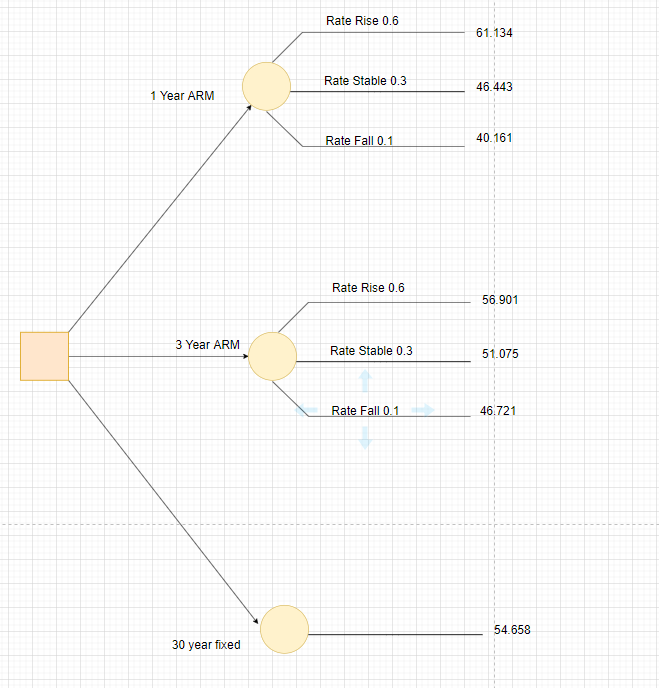 Rate Rise 0.6
61.134
1 Year ARM
Rate Stable 0.3
46.443
Rate Fall 0.1
40.161
Rate Rise 0.6
56.901
3 Year ARM
Rate Stable 0.3
51.075
Rate Fall 0.1
46.721
30 year fixed
54.658